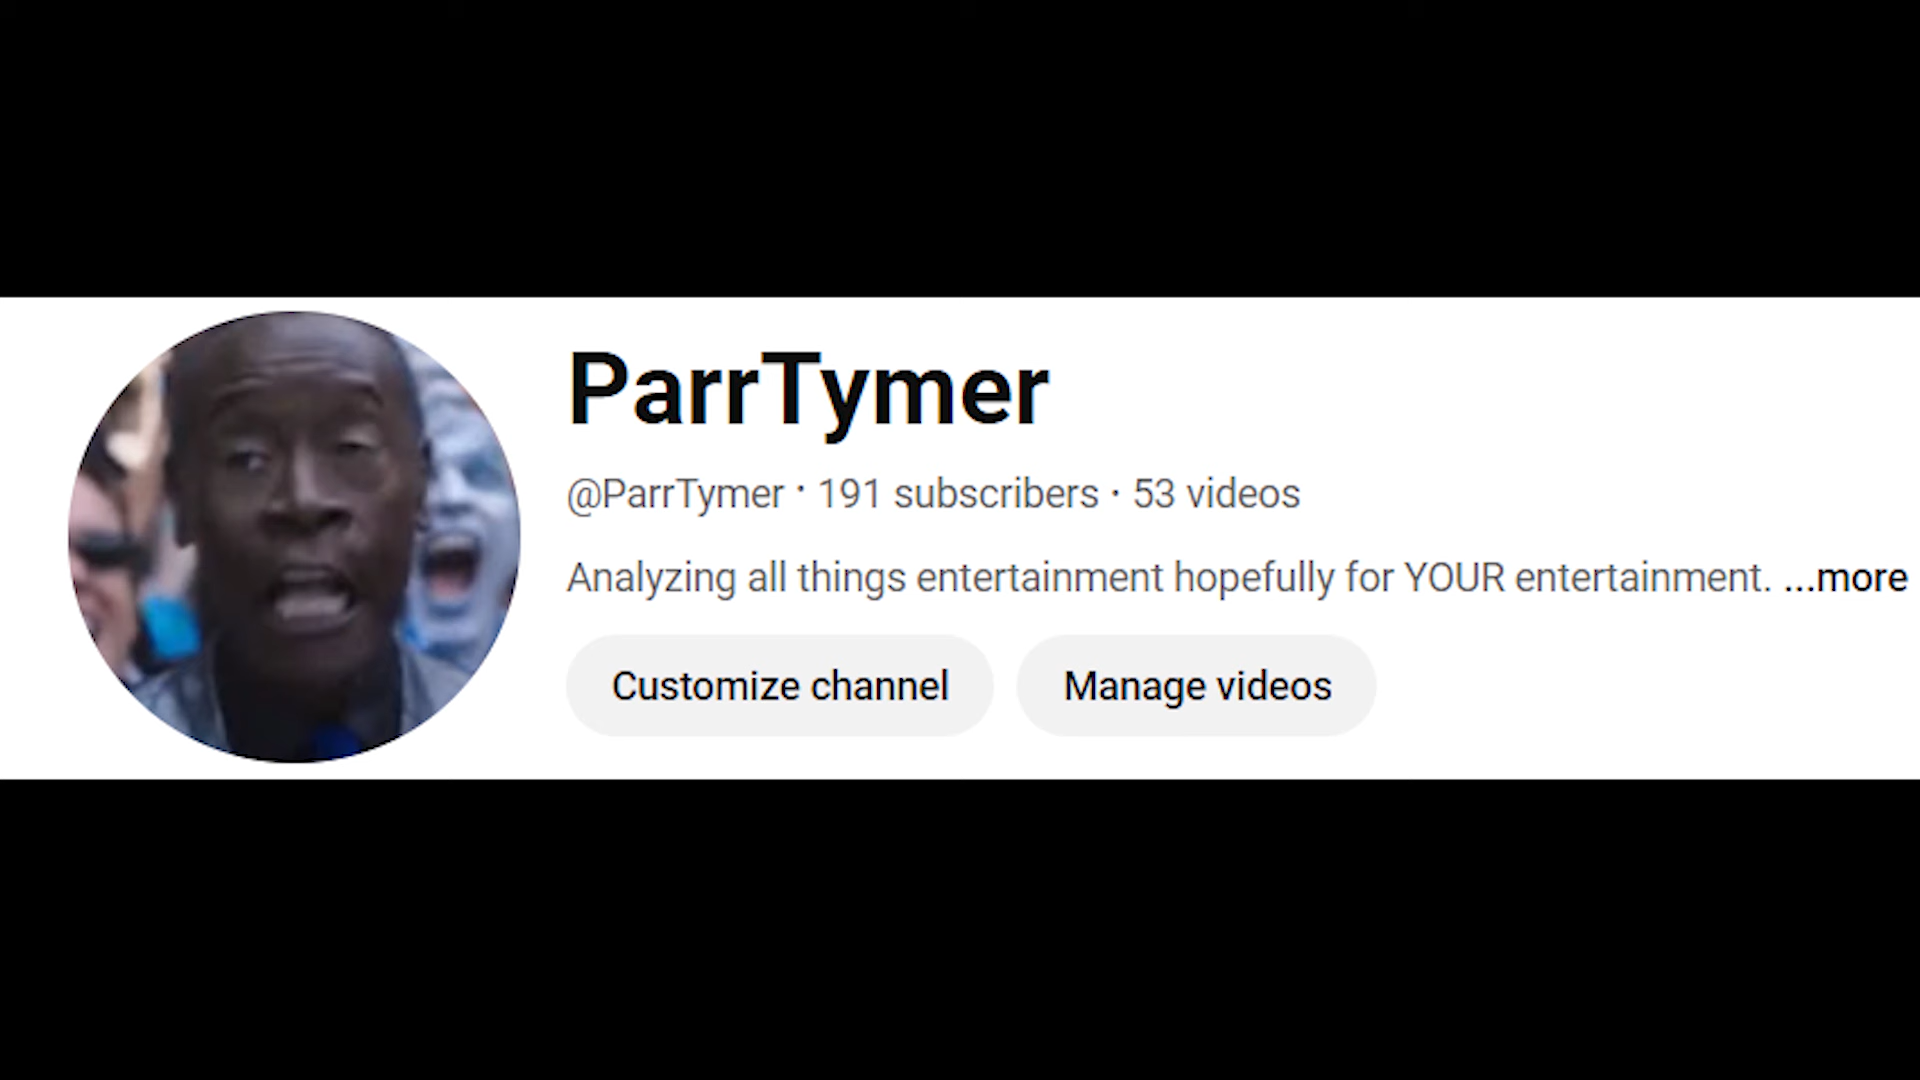 ParrTymer
@ParrTymer · 191 subscribers · 53 videos
Analyzing all things entertainment hopefully for YOUR entertainment. ...more
Customize channel
Manage videos